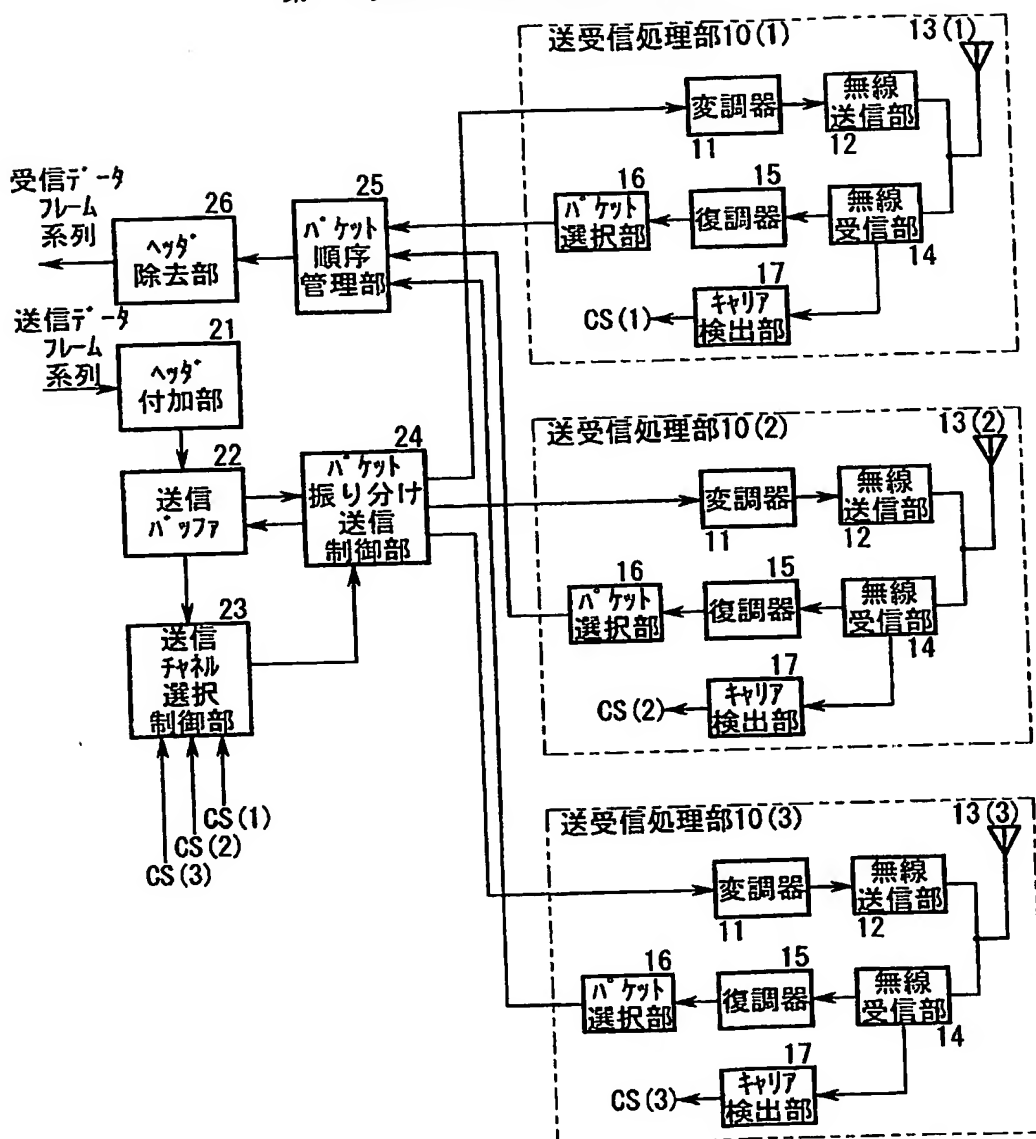 送受信処理部10(1)
13(1)
変調器
11
無線
送信部
12
16
パケット
選択部
15
復調器
無線
受信部
14
17
キャリア
検出部
CS(1)
受信データ
フレーム
系列
26
ヘッダ
除去部
25
パケット
順序
管理部
送信データ
フレーム
系列
21
ヘッダ
付加部
22
送信
バッファ
24
パケット
振り分け
送信
制御部
23
送信
チャネル
選択
制御部
CS(1)
CS(2)
CS(3)
送受信処理部10(2)
13(2)
変調器
11
無線
送信部
12
16
パケット
選択部
15
復調器
無線
受信部
14
17
キャリア
検出部
CS(2)
送受信処理部10(3)
13(3)
変調器
11
無線
送信部
12
16
パケット
選択部
15
復調器
無線
受信部
14
17
キャリア
検出部
CS(3)